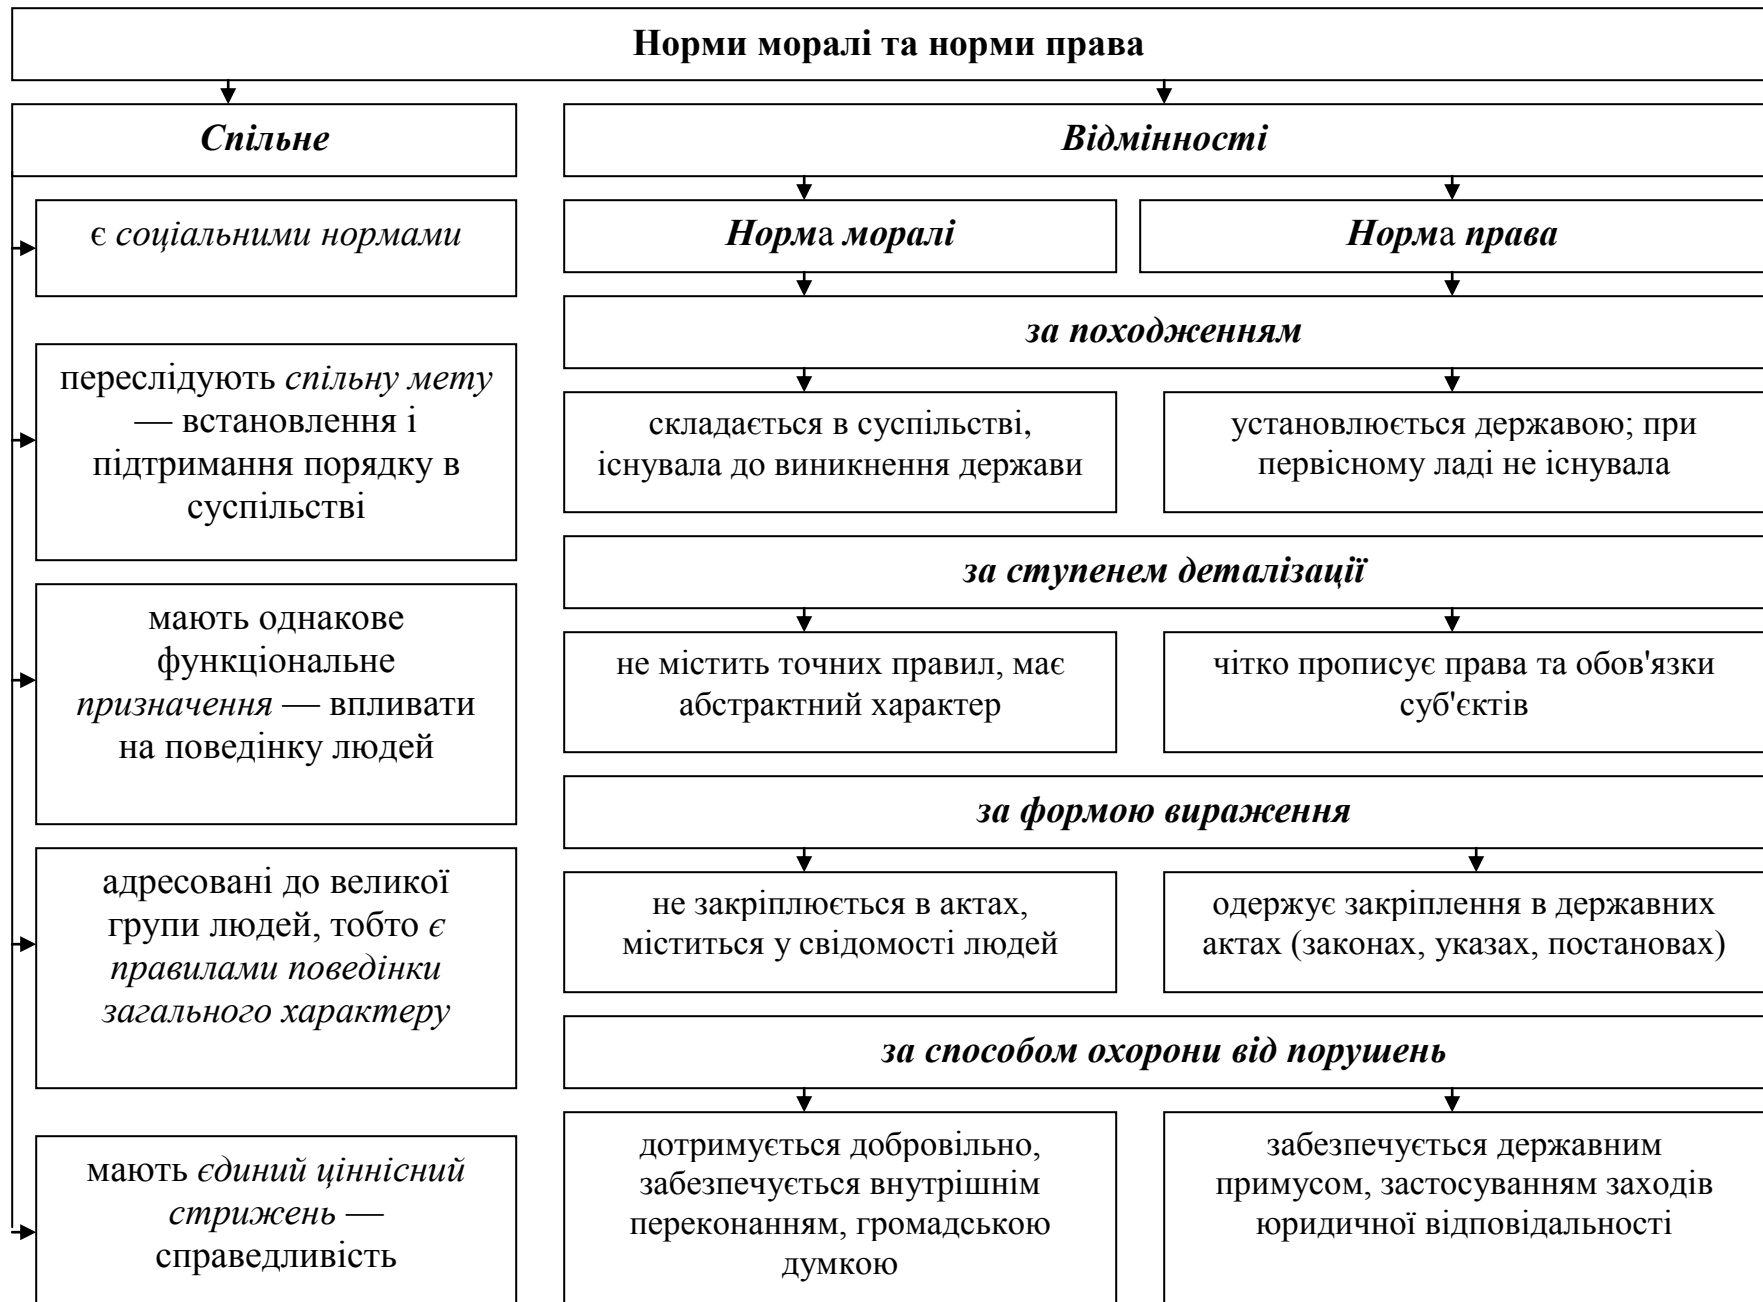 Норми моралі та норми права
Спільне
є соціальними нормами
переслідують спільну мету
— встановлення і
підтримання порядку в
суспільстві
мають однакове
функціональне
призначення — впливати
на поведінку людей
адресовані до великої
групи людей, тобто є
правилами поведінки
загального характеру
мають єдиний ціннісний
стрижень —
справедливість
Відмінності
Норма моралі
Норма права
за походженням
складається в суспільстві,
існувала до виникнення держави
установлюється державою; при
первісному ладі не існувала
за ступенем деталізації
не містить точних правил, має
абстрактний характер
чітко прописує права та обов'язки
суб'єктів
за формою вираження
не закріплюється в актах,
міститься у свідомості людей
одержує закріплення в державних
актах (законах, указах, постановах)
за способом охорони від порушень
дотримується добровільно,
забезпечується внутрішнім
переконанням, громадською
думкою
забезпечується державним
примусом, застосуванням заходів
юридичної відповідальності